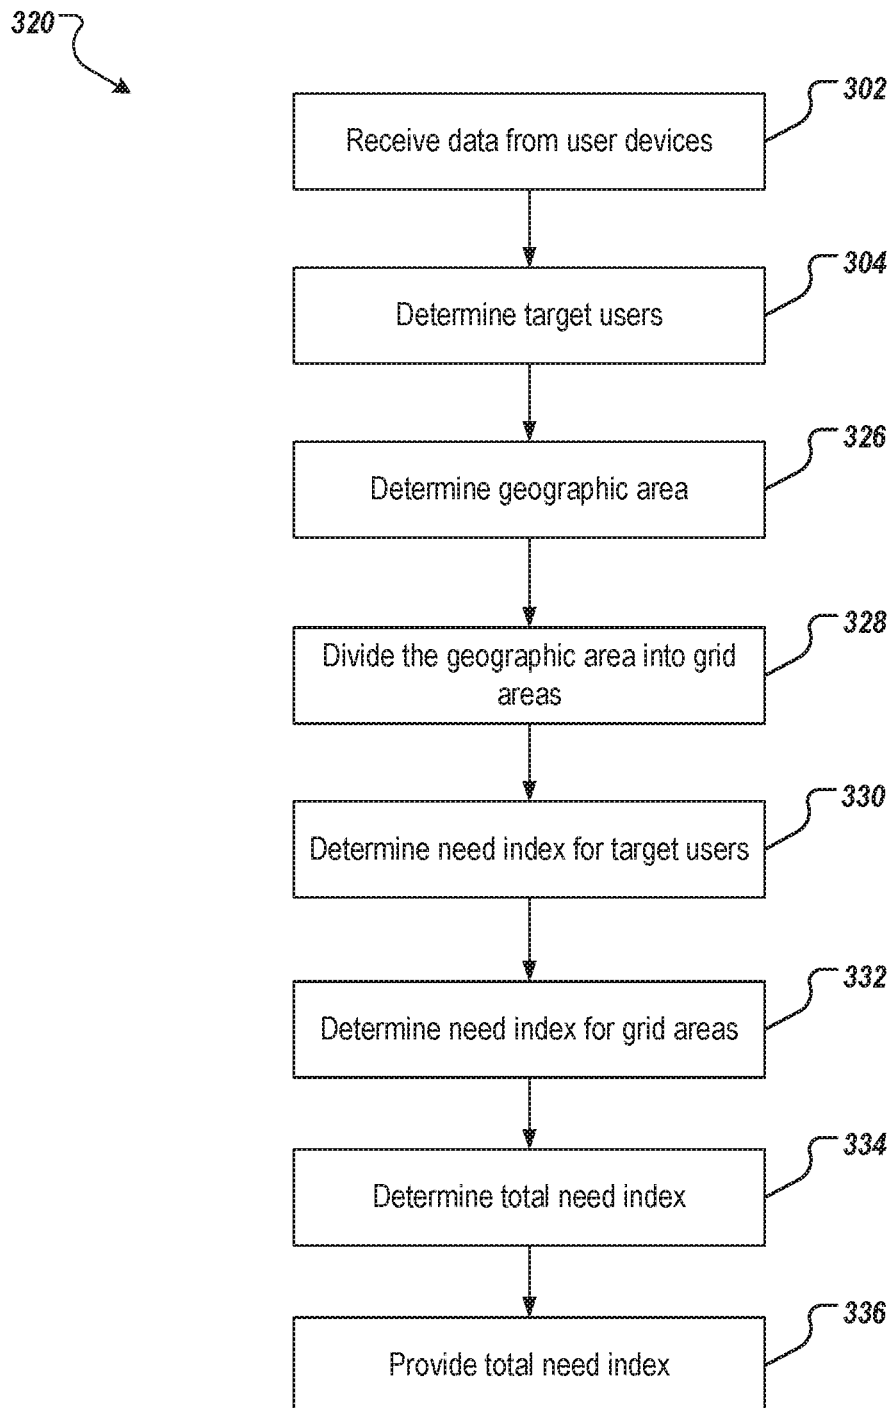 320
302
Receive data from user devices
304
Determine target users
326
Determine geographic area
328
Divide the geographic area into grid
areas
330
Determine need index for target users
332
Determine need index for grid areas
334
Determine total need index
336
Provide total need index